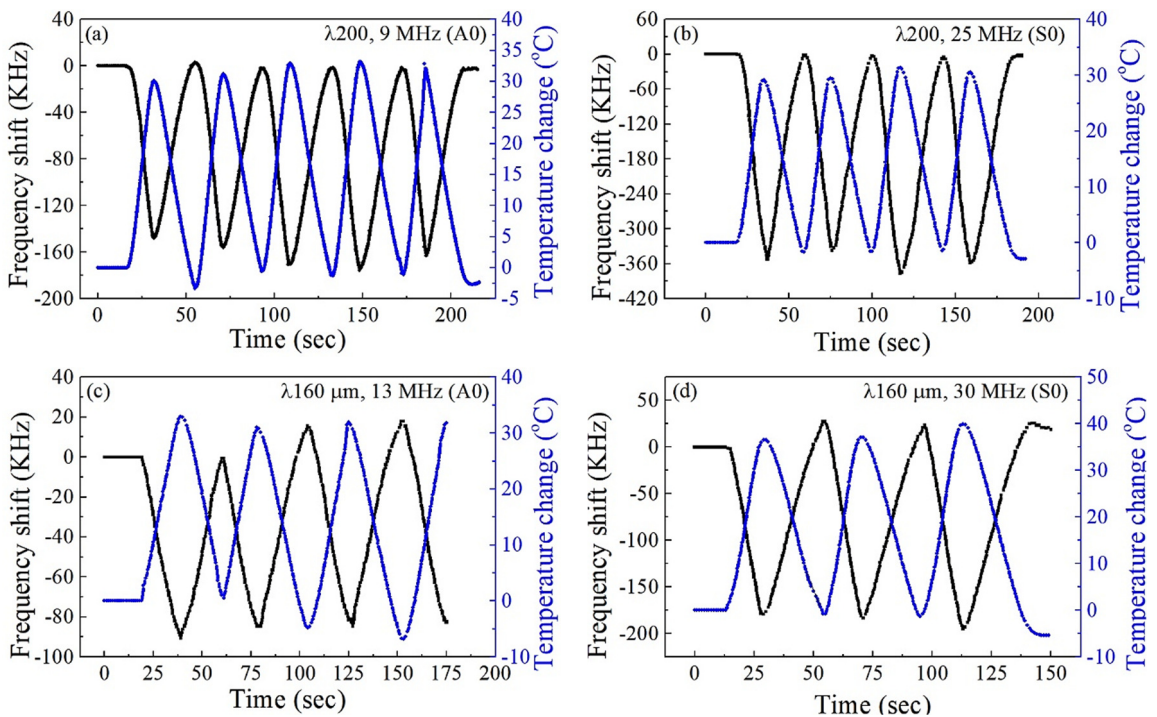 (a) λ200, 9 MHz (A0)
Frequency shift (KHz)
40
0
-40
-80
-120
-160
-200
0 50 100 150 200
Time (sec)
40
35
30
25
20
15
10
5
0
-5
Temperature change (°C)
(b) λ200, 25 MHz (S0)
Frequency shift (KHz)
60
0
-60
-120
-180
-240
-300
-360
-420
0 50 100 150 200
Time (sec)
40
30
20
10
0
-10
Temperature change (°C)
(c) λ160 μm, 13 MHz (A0)
Frequency shift (KHz)
40
20
0
-20
-40
-60
-80
-100
0 25 50 75 100 125 150 175 200
Time (sec)
40
30
20
10
0
-10
Temperature change (°C)
(d) λ160 μm, 30 MHz (S0)
Frequency shift (KHz)
50
0
-50
-100
-150
-200
0 25 50 75 100 125 150
Time (sec)
50
40
30
20
10
0
-10
Temperature change (°C)